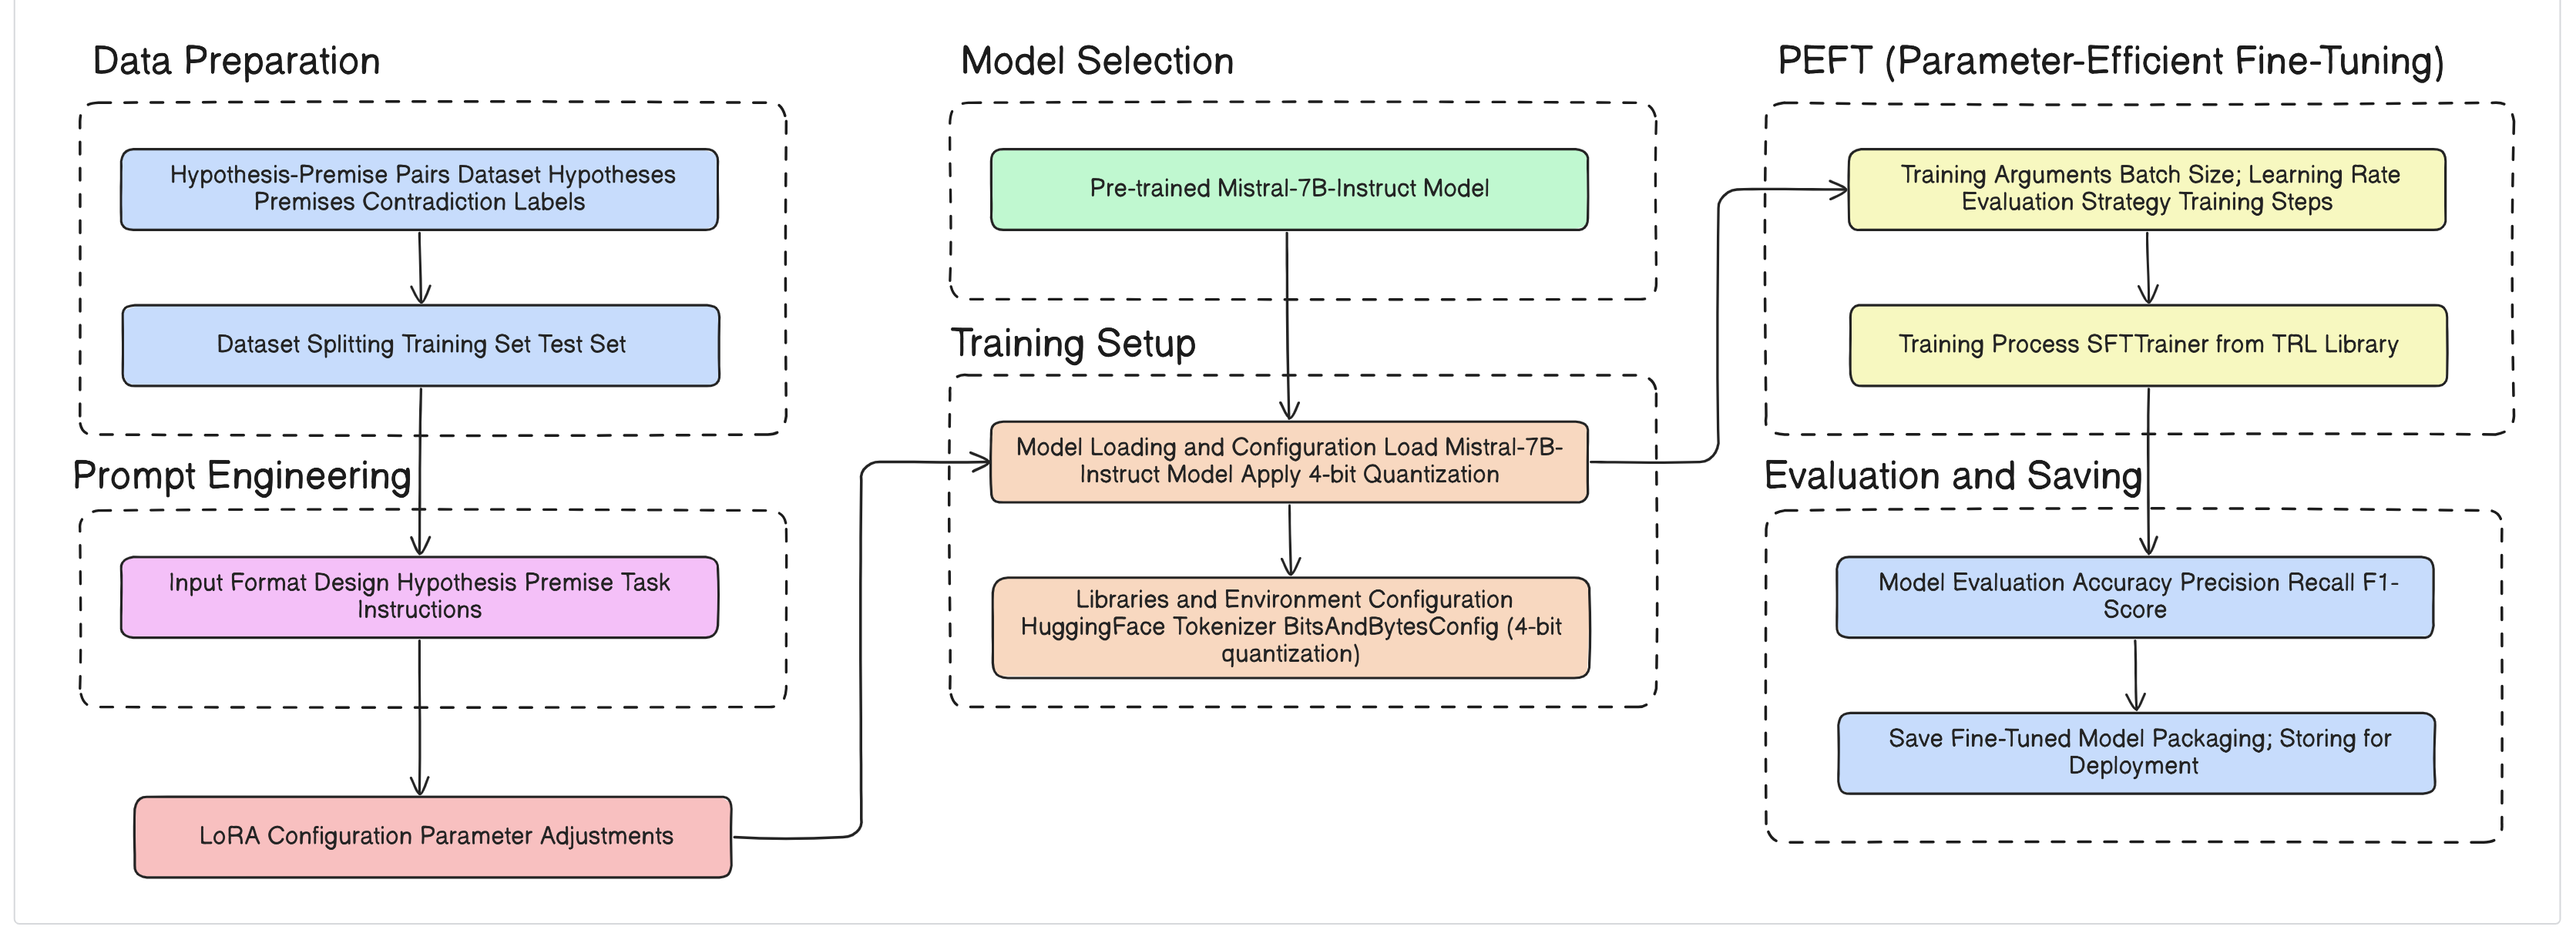 Data Preparation
Hypothesis-Premise Pairs Dataset Hypotheses
Premises Contradiction Labels
Dataset Splitting Training Set Test Set
Prompt Engineering
Input Format Design Hypothesis Premise Task
Instructions
LoRA Configuration Parameter Adjustments
Model Selection
Pre-trained Mistral-7B-Instruct Model
Training Setup
Model Loading and Configuration Load Mistral-7B-
Instruct Model Apply 4-bit Quantization
Libraries and Environment Configuration
HuggingFace Tokenizer BitsAndBytesConfig (4-bit
quantization)
PEFT (Parameter-Efficient Fine-Tuning)
Training Arguments Batch Size; Learning Rate
Evaluation Strategy Training Steps
Training Process SFTTrainer from TRL Library
Evaluation and Saving
Model Evaluation Accuracy Precision Recall F1-
Score
Save Fine-Tuned Model Packaging; Storing for
Deployment